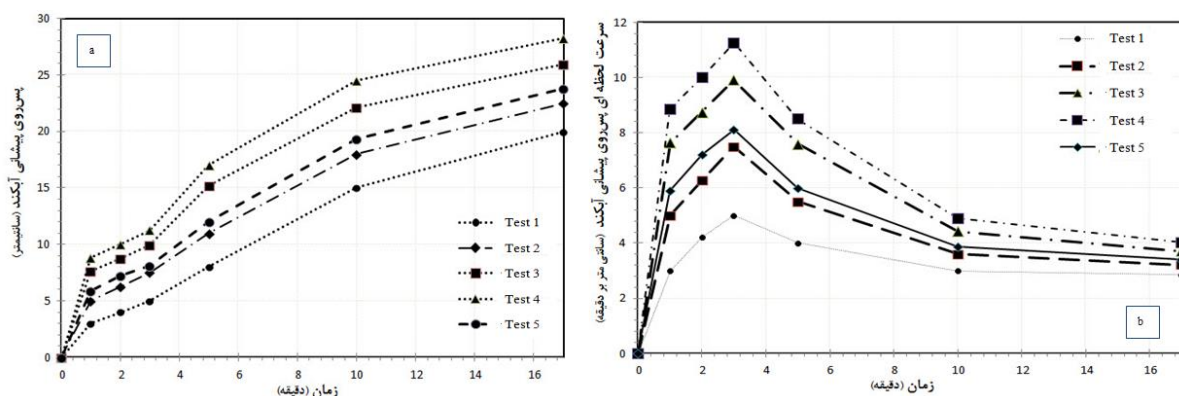 a
30
25
20
15
10
5
0
پس‌روی پیشانی آبکند (سانتیمتر)
Test 1
Test 2
Test 3
Test 4
Test 5
0 2 4 6 8 10 12 14 16
زمان (دقیقه)
12
10
8
6
4
2
0
سرعت لحظه ای پس‌روی پیشانی آبکند (سانتی متر بر دقیقه)
Test 1
Test 2
Test 3
Test 4
Test 5
b
0 2 4 6 8 10 12 14 16
زمان (دقیقه)